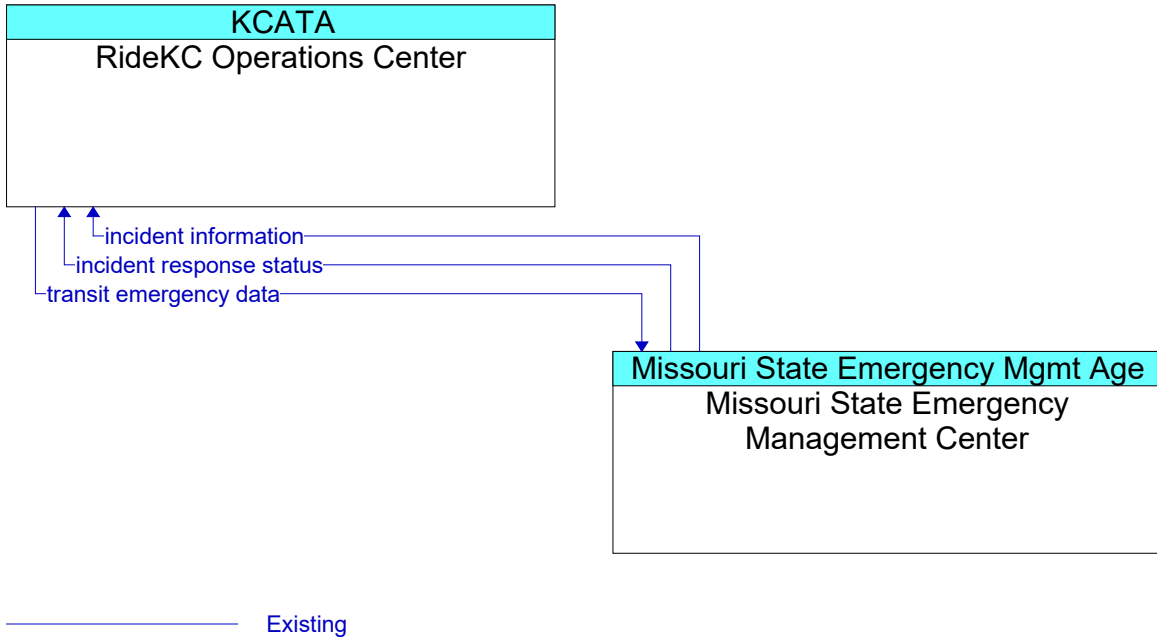 KCATA
RideKC Operations Center
incident information
incident response status
transit emergency data
Missouri State Emergency Mgmt Age
Missouri State Emergency
Management Center
Existing